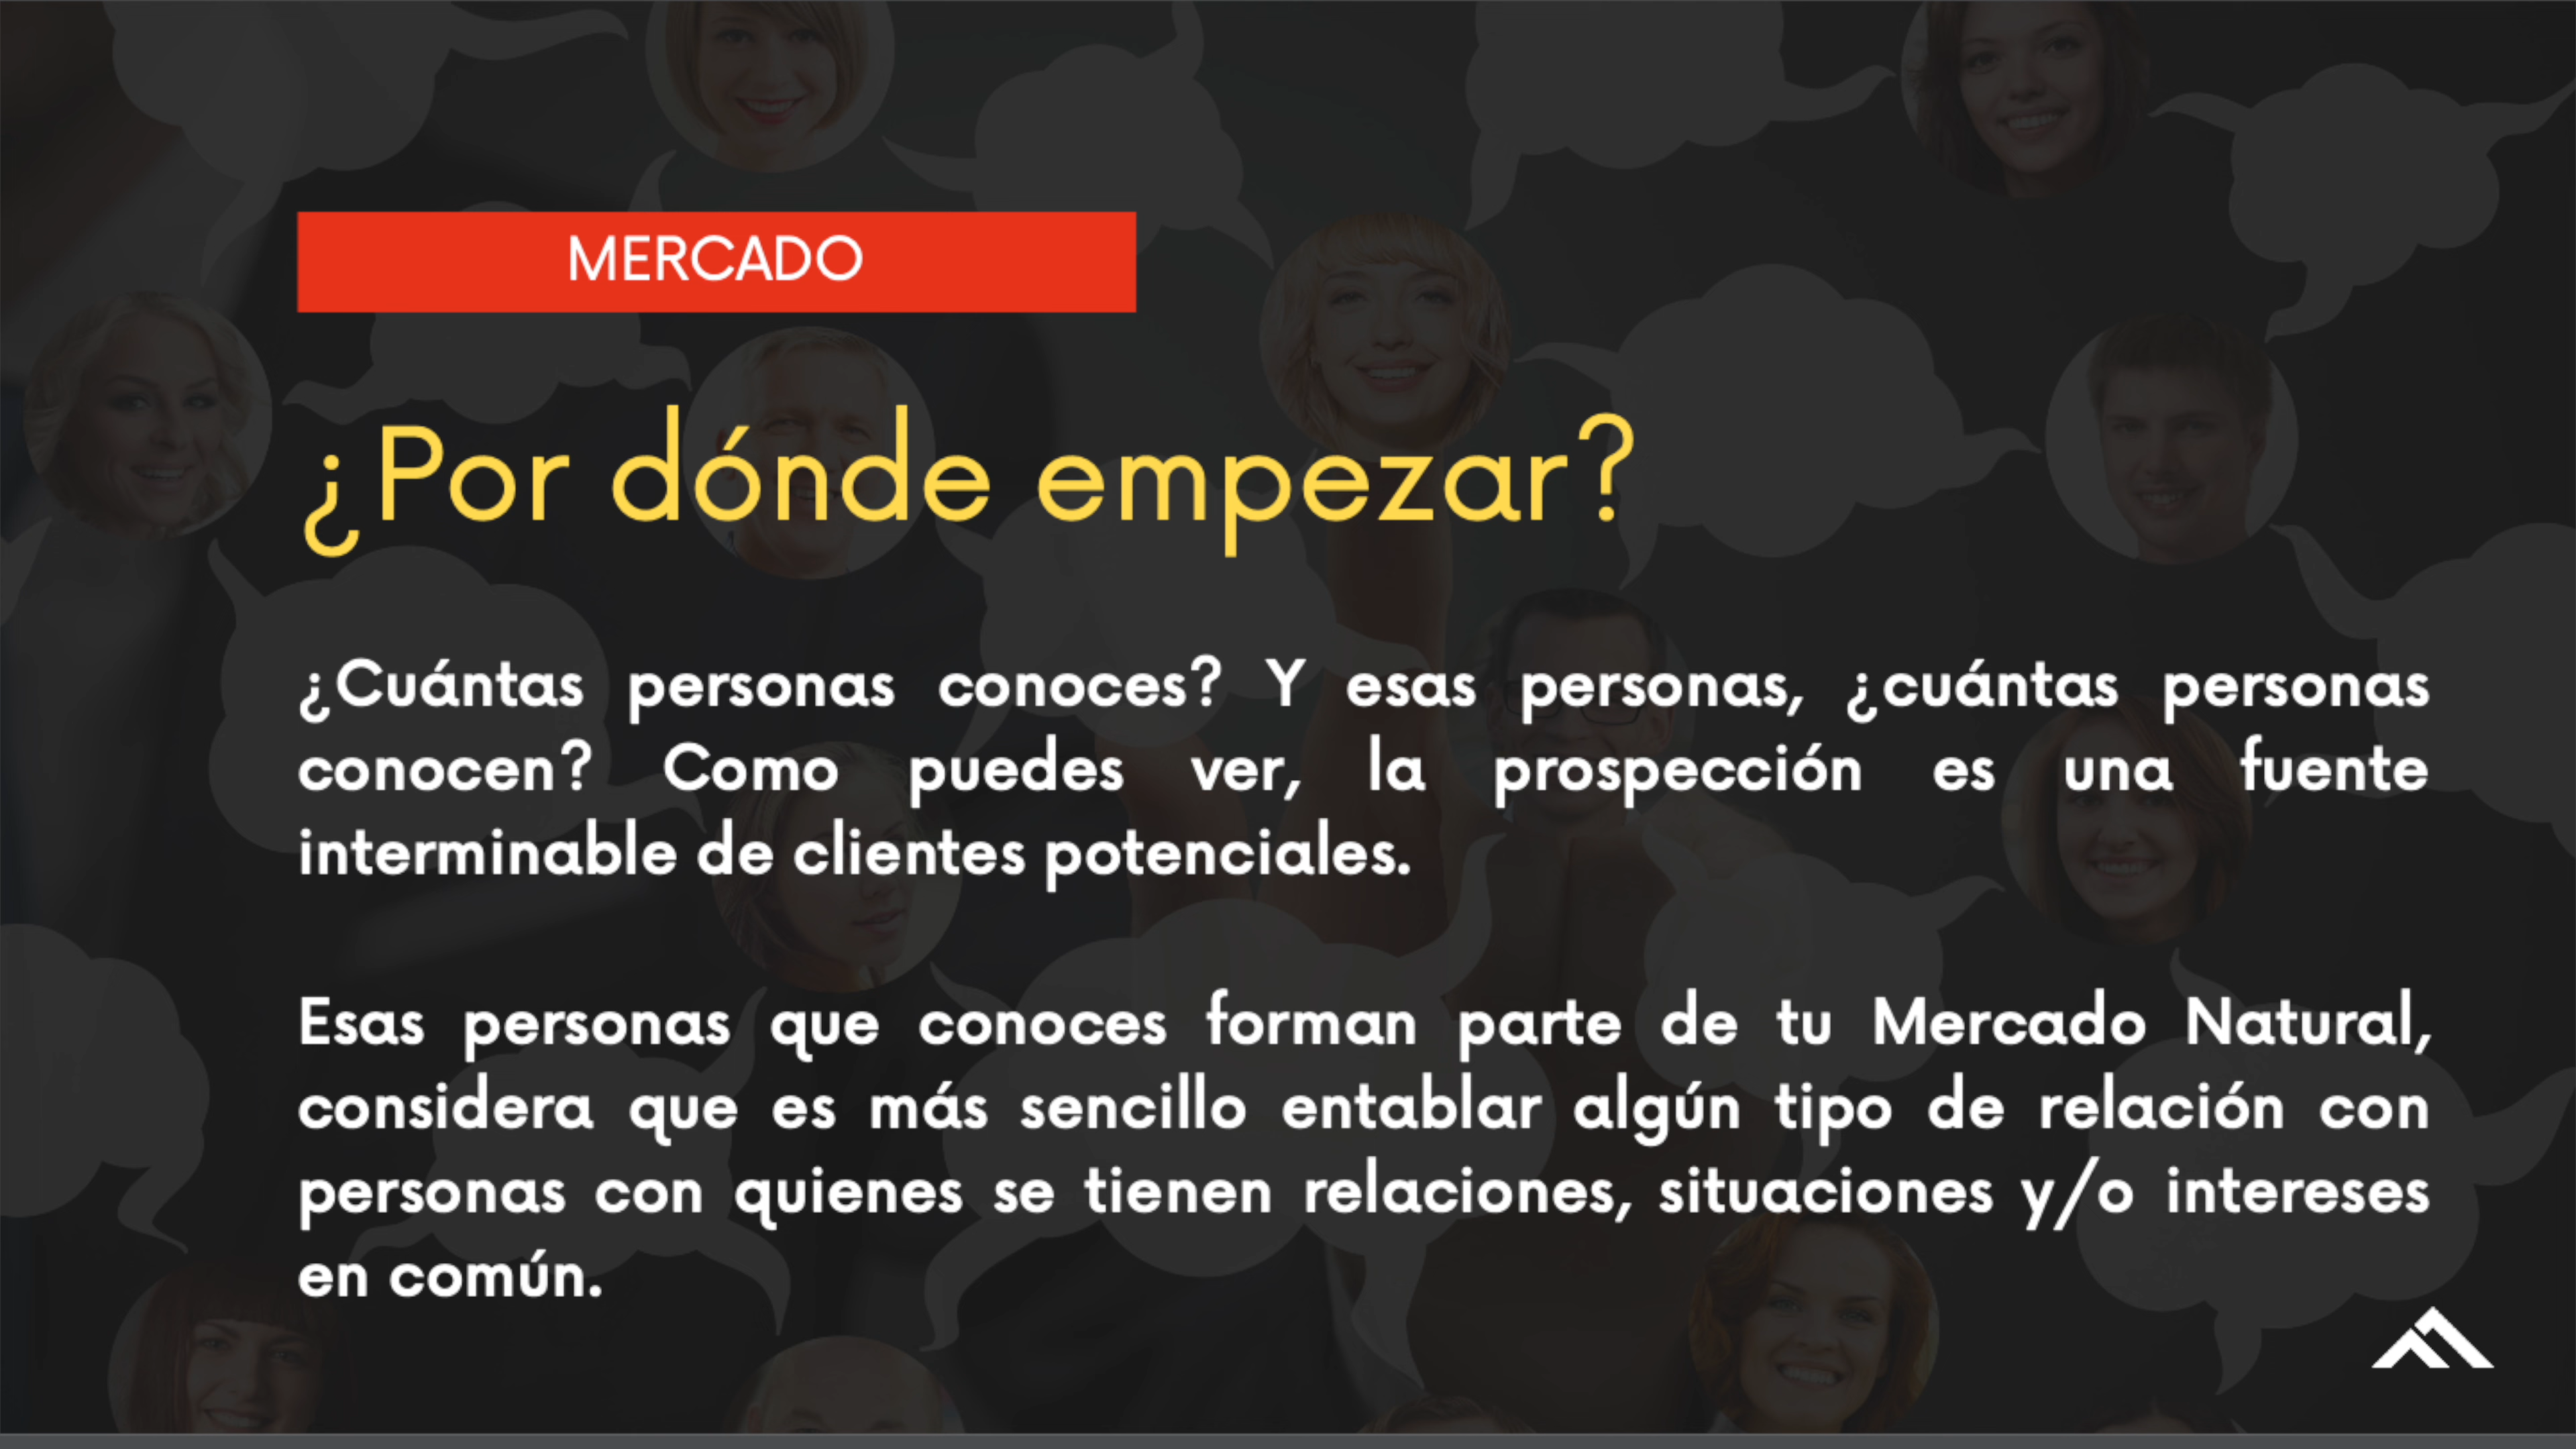 MERCADO
¿Por dónde empezar?
¿Cuántas personas conoces? Y esas personas, ¿cuántas personas
conocen? Como puedes ver, la prospección es una fuente
interminable de clientes potenciales.
Esas personas que conoces forman parte de tu Mercado Natural,
considera que es más sencillo entablar algún tipo de relación con
personas con quienes se tienen relaciones, situaciones y/o intereses
en común.